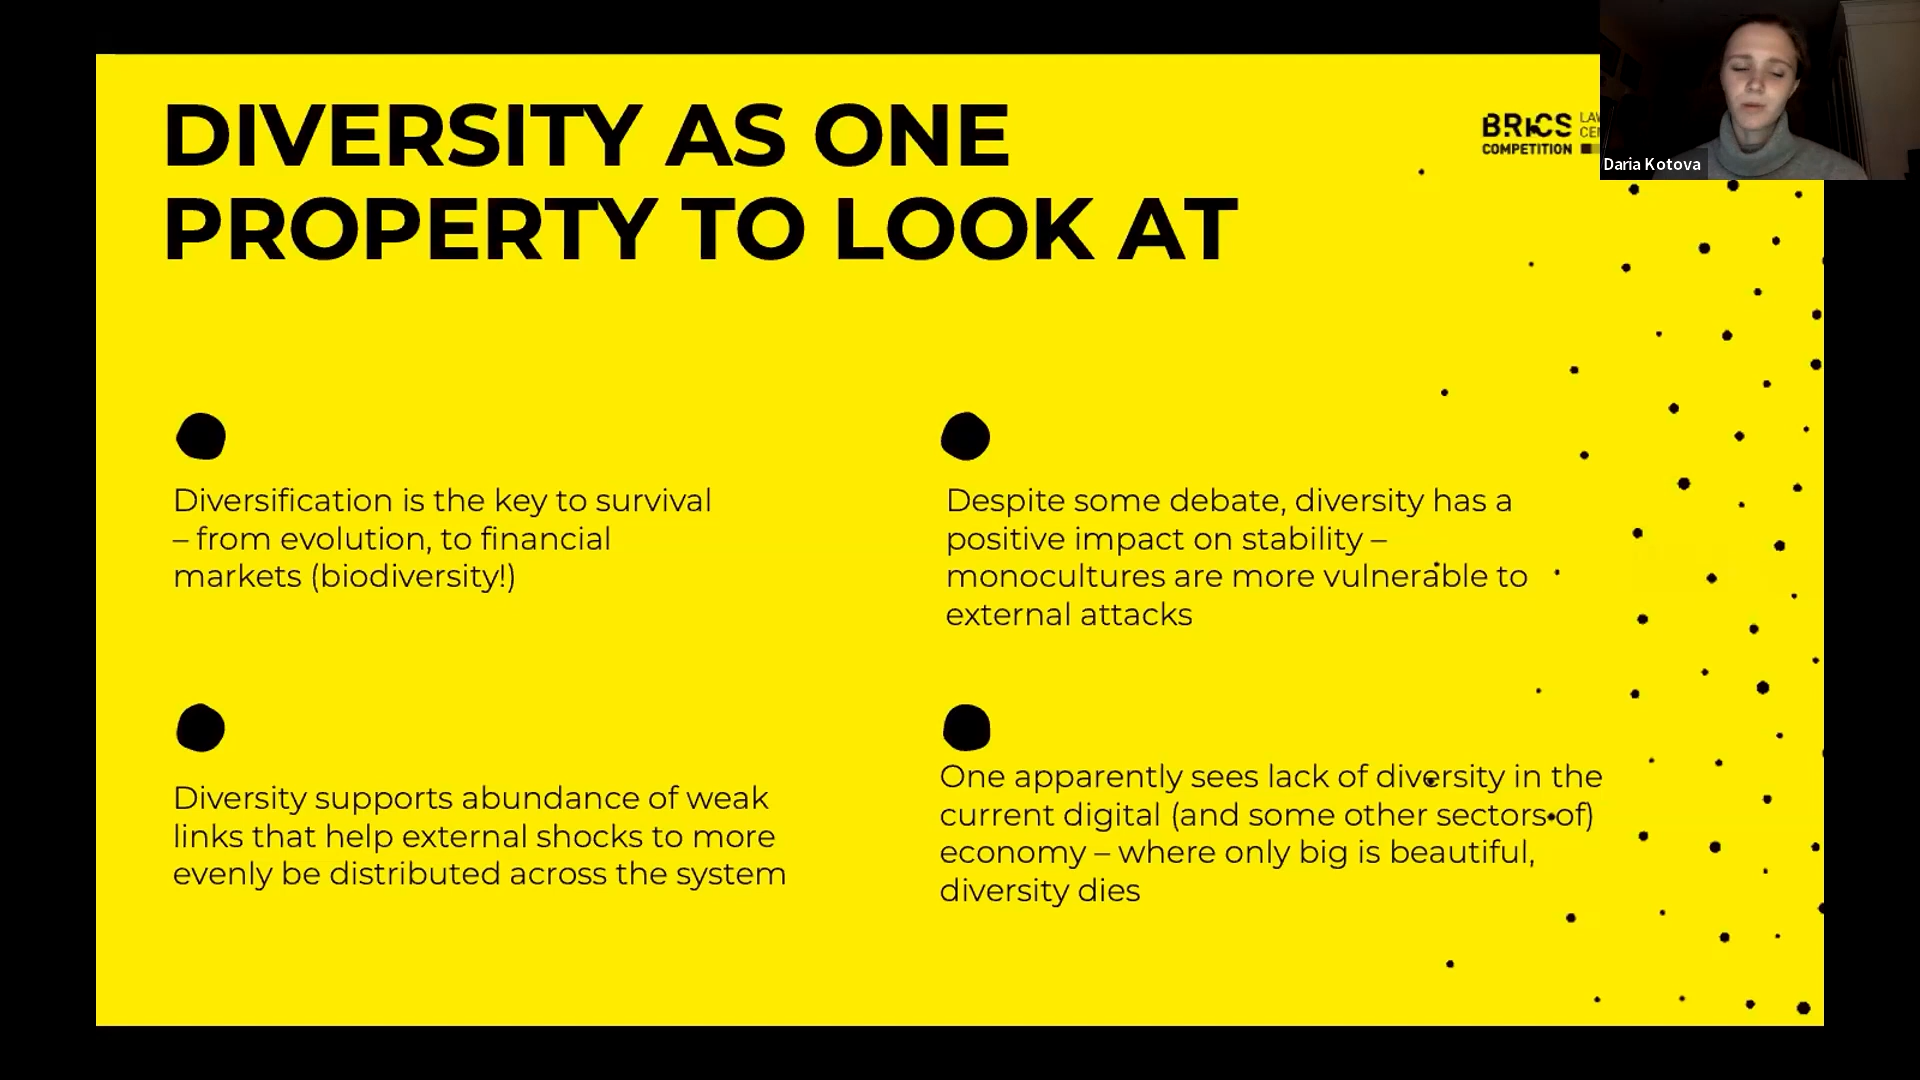 DIVERSITY AS ONE
PROPERTY TO LOOK AT
BRICS
COMPETITION
Daria Kotova
Diversification is the key to survival
– from evolution, to financial
markets (biodiversity!)
Despite some debate, diversity has a
positive impact on stability –
monocultures are more vulnerable to
external attacks
Diversity supports abundance of weak
links that help external shocks to more
evenly be distributed across the system
One apparently sees lack of diversity in the
current digital (and some other sectors of)
economy – where only big is beautiful,
diversity dies